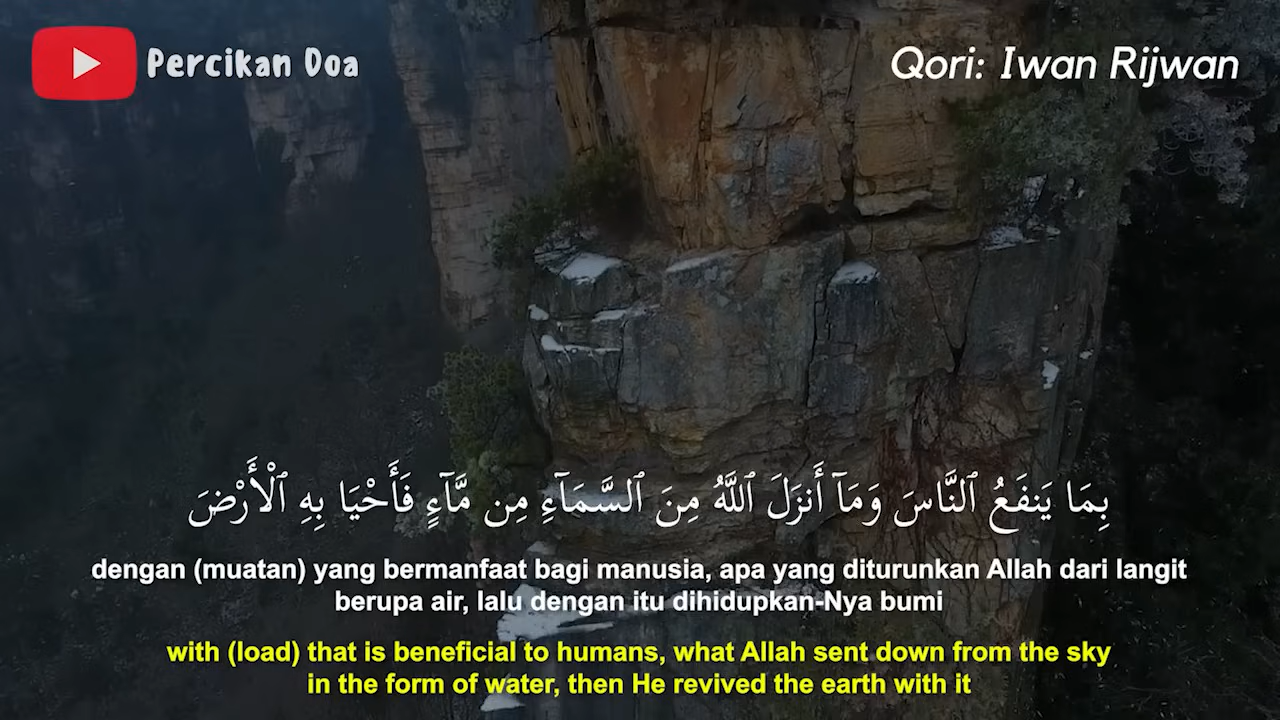 Percikan Doa
Qori: Iwan Rijwan
بِمَا يَنفَعُ ٱلنَّاسَ وَمَآ أَنزَلَ ٱللَّهُ مِنَ ٱلسَّمَآءِ مِن مَّآءٍ فَأَحْيَا بِهِ ٱلْأَرْضَ
dengan (muatan) yang bermanfaat bagi manusia, apa yang diturunkan Allah dari langit
berupa air, lalu dengan itu dihidupkan-Nya bumi
with (load) that is beneficial to humans, what Allah sent down from the sky
in the form of water, then He revived the earth with it